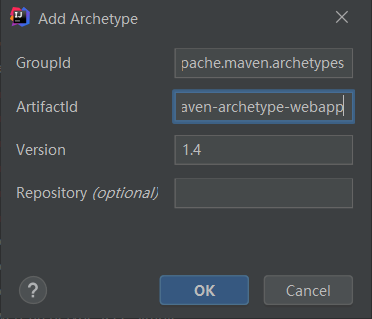 Add Archetype
GroupId
pache.maven.archetypes
ArtifactId
aven-archetype-webapp
Version
1.4
Repository (optional)
?
OK
Cancel